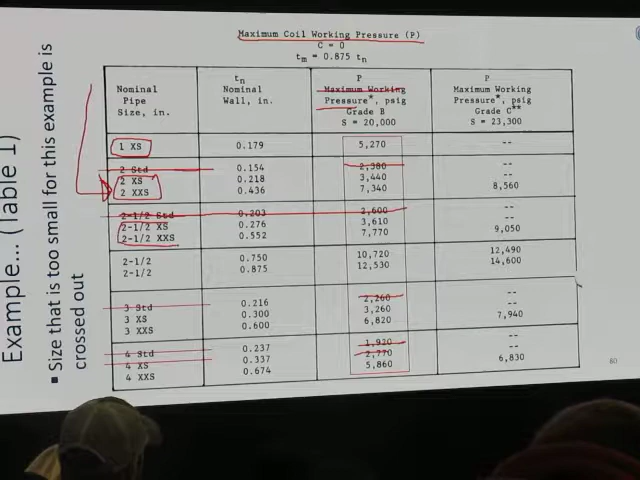 Example... (Table 1)
▪ Size that is too small for this example is
crossed out
Maximum Coil Working Pressure (P)
C = 0
tm = 0.875 tn
Nominal
Pipe
Size, in.
tn
Nominal
Wall, in.
P
Maximum Working
Pressure*, psig
Grade B
S = 20,000
P
Maximum Working
Pressure*, psig
Grade C**
S = 23,300
1 XS 0.179 5,270 --
2 Std 0.154 2,380 --
2 XS 0.218 3,440 --
2 XXS 0.436 7,340 8,560
2-1/2 Std 0.203 2,600 --
2-1/2 XS 0.276 3,610 --
2-1/2 XXS 0.552 7,770 9,050
2-1/2 0.750 10,720 12,490
2-1/2 0.875 12,530 14,600
3 Std 0.216 2,260 --
3 XS 0.300 3,260 --
3 XXS 0.600 6,820 7,940
4 Std 0.237 1,920 --
4 XS 0.337 2,770 --
4 XXS 0.674 5,860 6,830
60